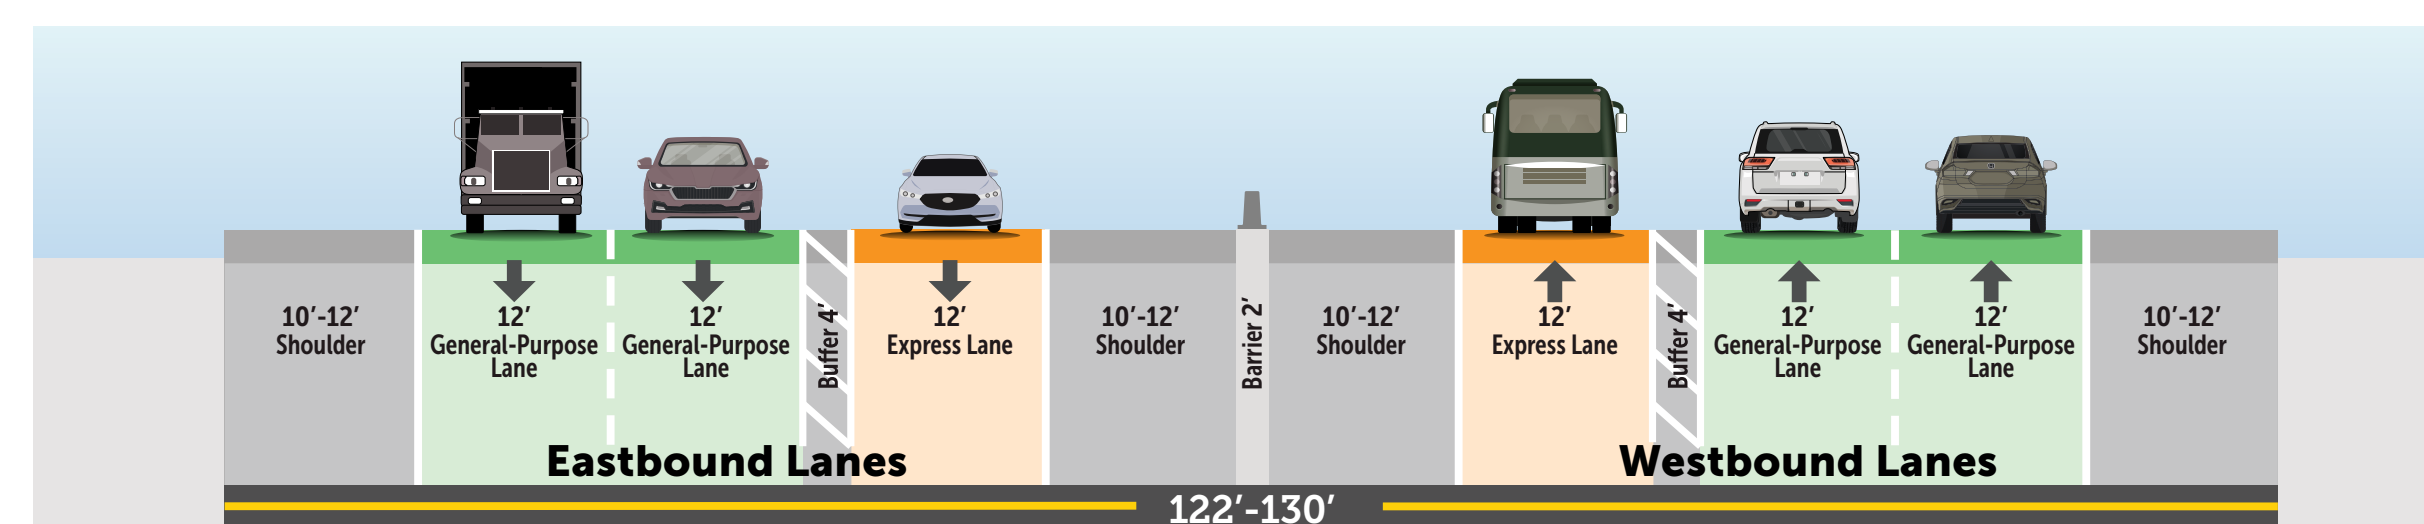 10′-12′
Shoulder
12′
General-Purpose
Lane
12′
General-Purpose
Lane
Buffer 4′
12′
Express Lane
10′-12′
Shoulder
Barrier 2′
10′-12′
Shoulder
12′
Express Lane
Buffer 4′
12′
General-Purpose
Lane
12′
General-Purpose
Lane
10′-12′
Shoulder
Eastbound Lanes
Westbound Lanes
122′-130′